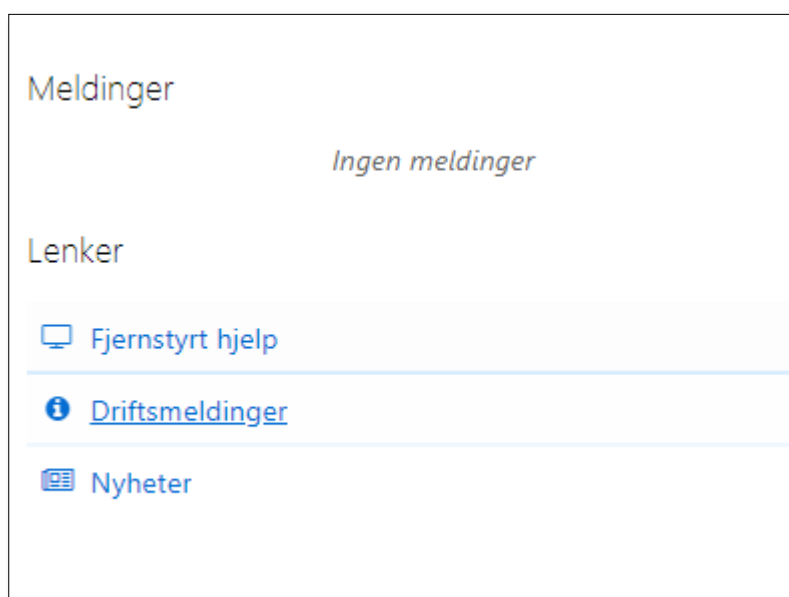 Meldinger
Ingen meldinger
Lenker
Fjernstyrt hjelp
Driftsmeldinger
Nyheter